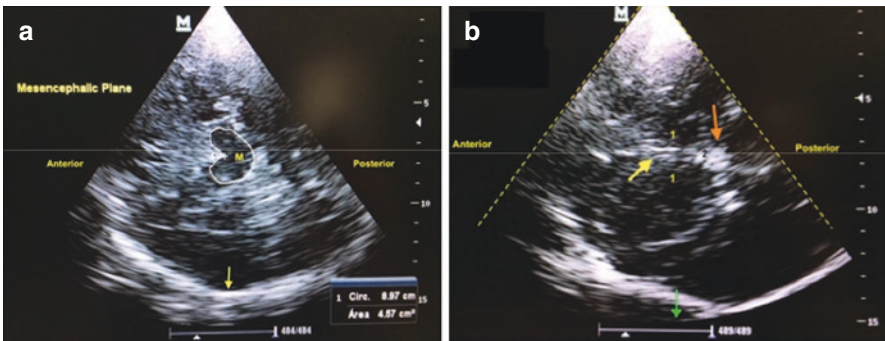 a
M
Mesencephalic Plane
5
M
Anterior
Posterior
10
1 Circ. 8.97 cm
Área 4.57 cm²
15
484/484
b
M
5
1
Anterior
Posterior
1
10
15
489/489